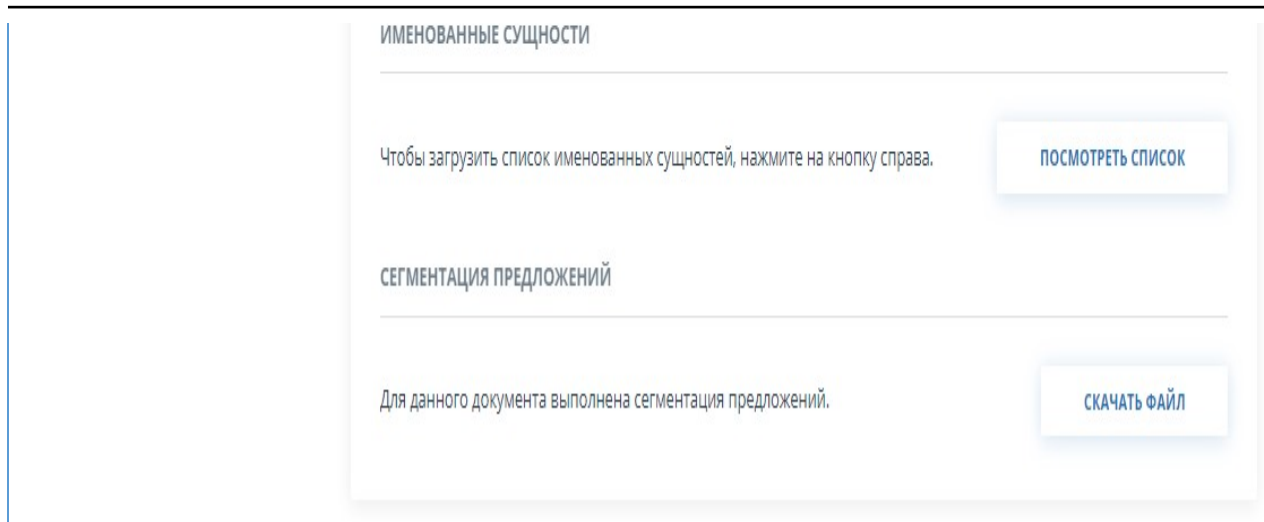 ИМЕНОВАННЫЕ СУЩНОСТИ
Чтобы загрузить список именованных сущностей, нажмите на кнопку справа.
ПОСМОТРЕТЬ СПИСОК
СЕГМЕНТАЦИЯ ПРЕДЛОЖЕНИЙ
Для данного документа выполнена сегментация предложений.
СКАЧАТЬ ФАЙЛ